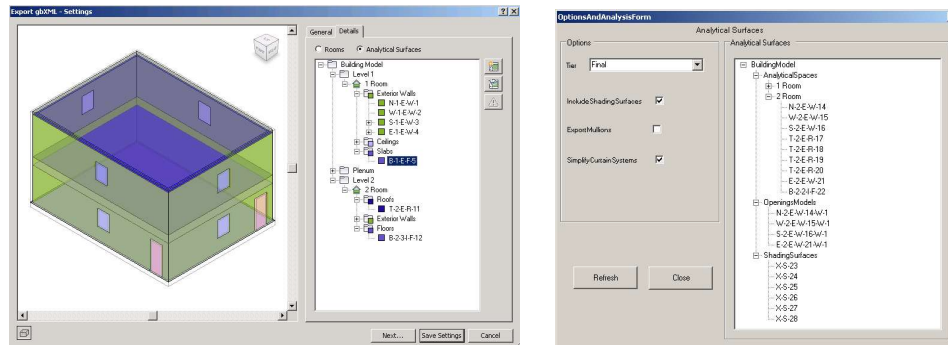 Export gbXML - Settings
General Details
Rooms Analytical Surfaces
Building Model
Level 1
1 Room
Exterior Walls
N-1-E-W-1
W-1-E-W-2
S-1-E-W-3
E-1-E-W-4
Ceilings
Slabs
B-1-E-F-5
Plenum
Level 2
2 Room
Roofs
T-2-E-R-11
Exterior Walls
Floors
B-2-3-I-F-12
Next... Save Settings Cancel
OptionsAndAnalysisForm
Analytical Surfaces
Options
Tier Final
IncludeShadingSurfaces
ExportMullions
SimplifyCurtainSystems
Refresh Close
Analytical Surfaces
BuildingModel
AnalyticalSpaces
1 Room
2 Room
N-2-E-W-14
W-2-E-W-15
S-2-E-W-16
T-2-E-R-17
T-2-E-R-18
T-2-E-R-19
T-2-E-R-20
E-2-E-W-21
B-2-2-I-F-22
OpeningsModels
N-2-E-W-14-W-1
W-2-E-W-15-W-1
S-2-E-W-16-W-1
E-2-E-W-21-W-1
ShadingSurfaces
X-S-23
X-S-24
X-S-25
X-S-26
X-S-27
X-S-28